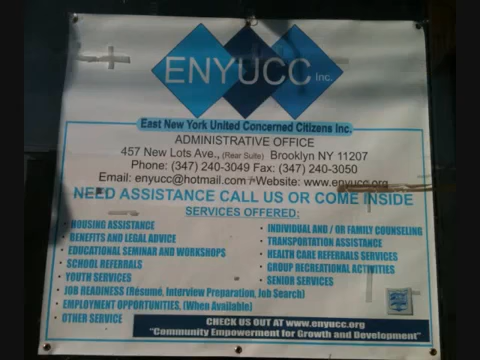 ENYUCC Inc.
East New York United Concerned Citizens Inc.
ADMINISTRATIVE OFFICE
457 New Lots Ave., (Rear Suite) Brooklyn NY 11207
Phone: (347) 240-3049 Fax: (347) 240-3050
Email: enyucc@hotmail.com Website: www.enyucc.org
NEED ASSISTANCE CALL US OR COME INSIDE
SERVICES OFFERED:
• HOUSING ASSISTANCE
• BENEFITS AND LEGAL ADVICE
• EDUCATIONAL SEMINAR AND WORKSHOPS
• SCHOOL REFERRALS
• YOUTH SERVICES
• JOB READINESS (Résumé, Interview Preparation, Job Search)
• EMPLOYMENT OPPORTUNITIES. (When Available)
• OTHER SERVICE
• INDIVIDUAL AND / OR FAMILY COUNSELING
• TRANSPORTATION ASSISTANCE
• HEALTH CARE REFERRALS SERVICES
• GROUP RECREATIONAL ACTIVITIES
• SENIOR SERVICES
CHECK US OUT AT www.enyucc.org
"Community Empowerment for Growth and Development"